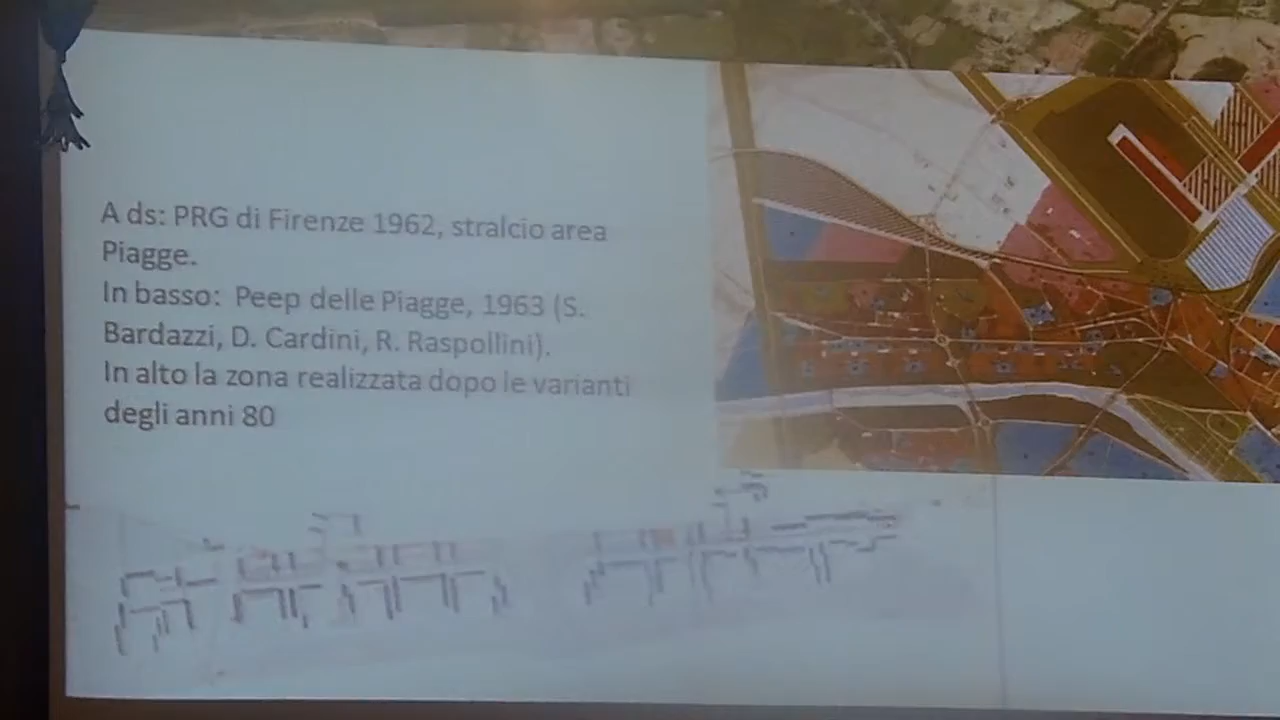 A ds: PRG di Firenze 1962, stralcio area
Piagge.
In basso: Peep delle Piagge, 1963 (S.
Bardazzi, D. Cardini, R. Raspollini).
In alto la zona realizzata dopo le varianti
degli anni 80